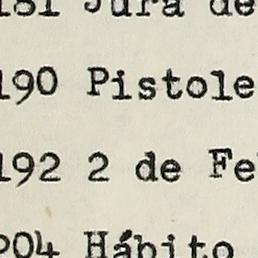 181 Jura de
190 Pistole
192 2 de Fe
204 Hábito